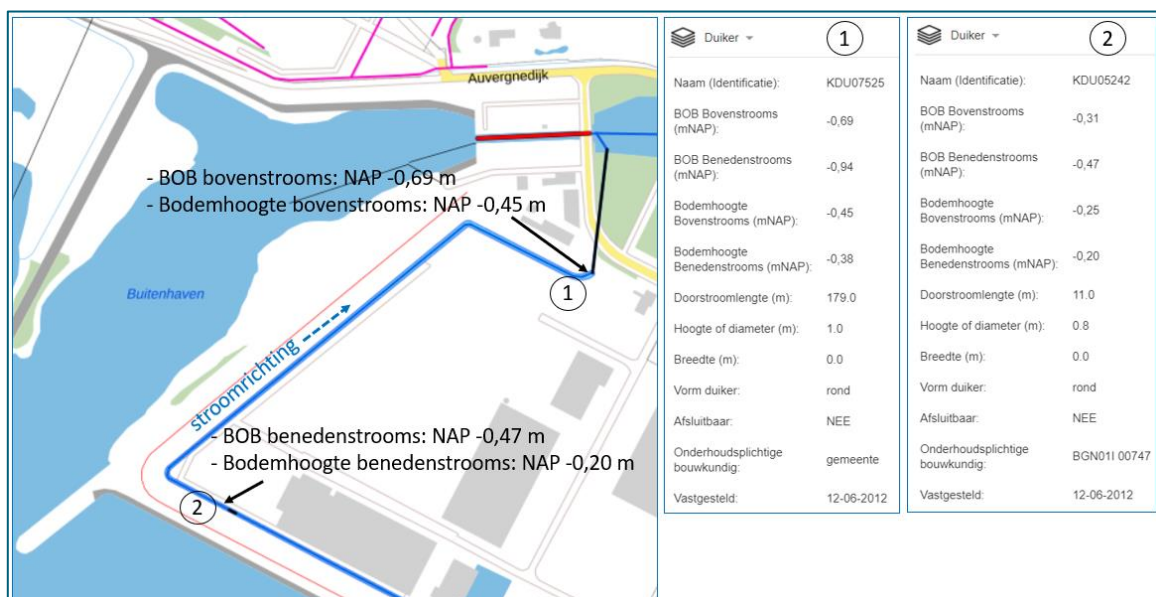 Auvergnedijk
- BOB bovenstrooms: NAP -0,69 m
- Bodemhoogte bovenstrooms: NAP -0,45 m
Buitenhaven
1
stroomrichting
- BOB benedenstrooms: NAP -0,47 m
- Bodemhoogte benedenstrooms: NAP -0,20 m
2
Duiker 1
Naam (Identificatie): KDU07525
BOB Bovenstrooms
(mNAP): -0,69
BOB Benedenstrooms
(mNAP): -0,94
Bodemhoogte
Bovenstrooms (mNAP): -0,45
Bodemhoogte
Benedenstrooms (mNAP): -0,38
Doorstroomlengte (m): 179.0
Hoogte of diameter (m): 1.0
Breedte (m): 0.0
Vorm duiker: rond
Afsluitbaar: NEE
Onderhoudsplichtige
bouwkundig: gemeente
Vastgesteld: 12-06-2012
Duiker 2
Naam (Identificatie): KDU05242
BOB Bovenstrooms
(mNAP): -0,31
BOB Benedenstrooms
(mNAP): -0,47
Bodemhoogte
Bovenstrooms (mNAP): -0,25
Bodemhoogte
Benedenstrooms (mNAP): -0,20
Doorstroomlengte (m): 11.0
Hoogte of diameter (m): 0.8
Breedte (m): 0.0
Vorm duiker: rond
Afsluitbaar: NEE
Onderhoudsplichtige
bouwkundig: BGN01I 00747
Vastgesteld: 12-06-2012